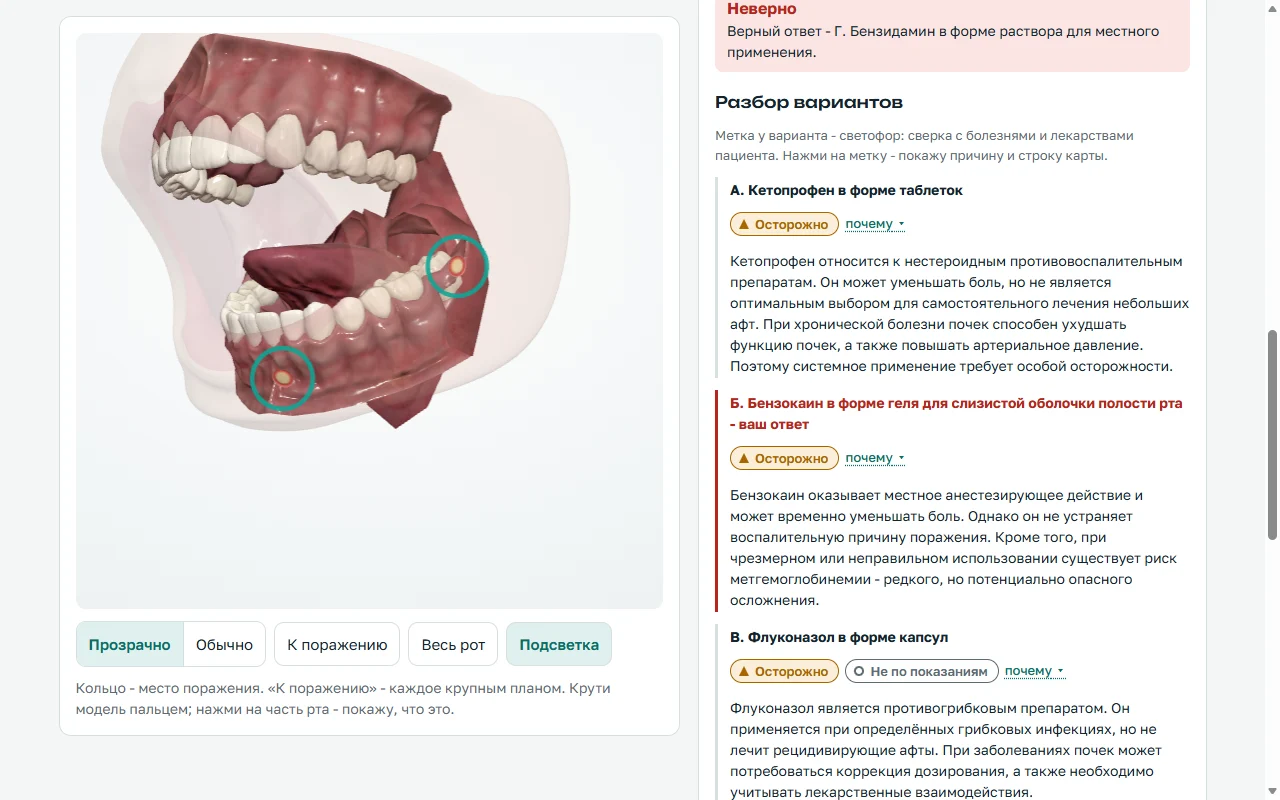 Прозрачно
Обычно
К поражению
Весь рот
Подсветка
Кольцо - место поражения. «К поражению» - каждое крупным планом. Крути
модель пальцем; нажми на часть рта - покажу, что это.
Неверно
Верный ответ - Г. Бензидамин в форме раствора для местного
применения.
Разбор вариантов
Метка у варианта - светофор: сверка с болезнями и лекарствами
пациента. Нажми на метку - покажу причину и строку карты.
А. Кетопрофен в форме таблеток
Осторожно
почему
Кетопрофен относится к нестероидным противовоспалительным
препаратам. Он может уменьшать боль, но не является
оптимальным выбором для самостоятельного лечения небольших
афт. При хронической болезни почек способен ухудшать
функцию почек, а также повышать артериальное давление.
Поэтому системное применение требует особой осторожности.
Б. Бензокаин в форме геля для слизистой оболочки полости рта
- ваш ответ
Осторожно
почему
Бензокаин оказывает местное анестезирующее действие и
может временно уменьшать боль. Однако он не устраняет
воспалительную причину поражения. Кроме того, при
чрезмерном или неправильном использовании существует риск
метгемоглобинемии - редкого, но потенциально опасного
осложнения.
В. Флуконазол в форме капсул
Осторожно
Не по показаниям
почему
Флуконазол является противогрибковым препаратом. Он
применяется при определённых грибковых инфекциях, но не
лечит рецидивирующие афты. При заболеваниях почек может
потребоваться коррекция дозирования, а также необходимо
учитывать лекарственные взаимодействия.